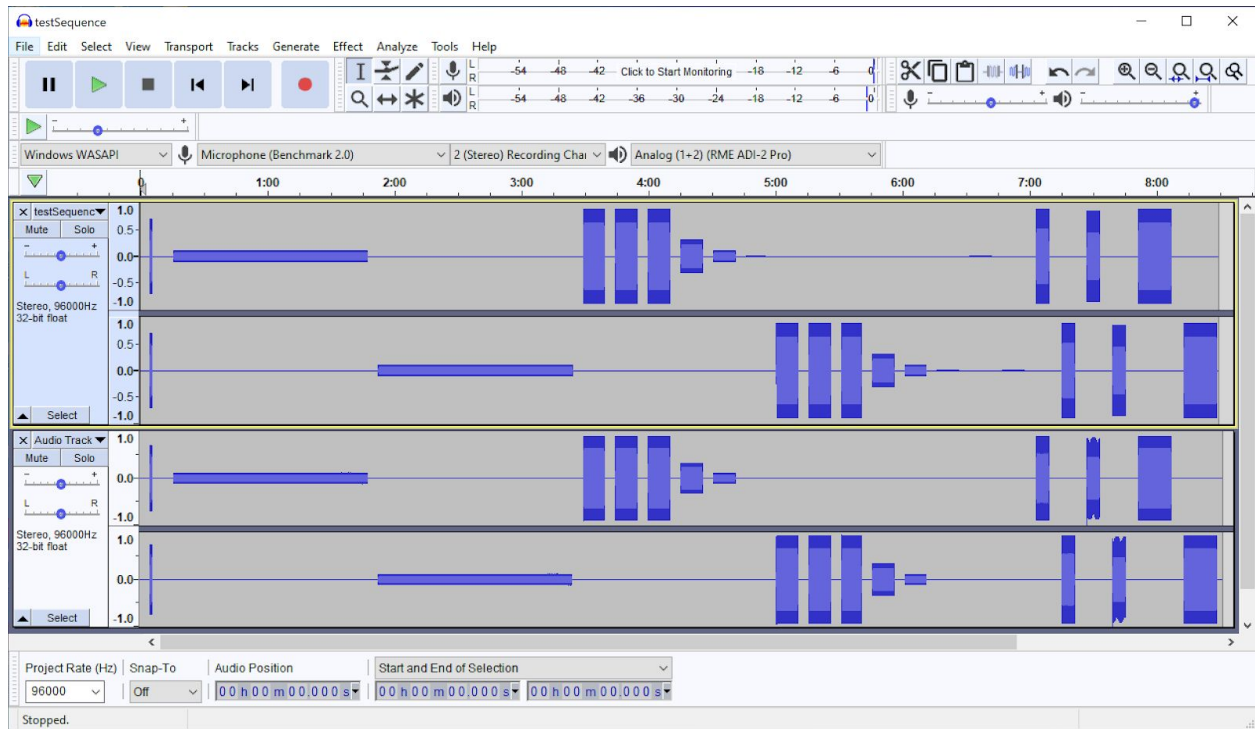 testSequence
File Edit Select View Transport Tracks Generate Effect Analyze Tools Help
L
R
-54 -48 -42 Click to Start Monitoring -18 -12 -6 0
L
R
-54 -48 -42 -36 -30 -24 -18 -12 -6 0
- +
- +
- +
Windows WASAPI Microphone (Benchmark 2.0) 2 (Stereo) Recording Chai Analog (1+2) (RME ADI-2 Pro)
0 1:00 2:00 3:00 4:00 5:00 6:00 7:00 8:00
testSequenc
Mute Solo
- +
L R
Stereo, 96000Hz
32-bit float
Select
1.0
0.5
0.0
-0.5
-1.0
1.0
0.5
0.0
-0.5
-1.0
Audio Track
Mute Solo
- +
L R
Stereo, 96000Hz
32-bit float
Select
1.0
0.0
-1.0
1.0
0.0
-1.0
Project Rate (Hz) Snap-To Audio Position Start and End of Selection
96000 Off 00 h 00 m 00.000 s 00 h 00 m 00.000 s 00 h 00 m 00.000 s
Stopped.